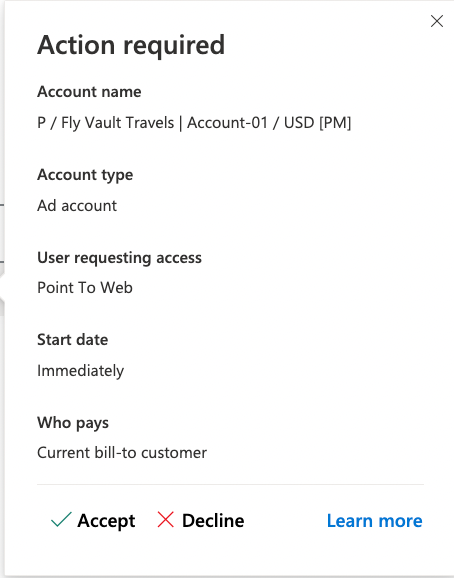 Action required
Account name
P / Fly Vault Travels | Account-01 / USD [PM]
Account type
Ad account
User requesting access
Point To Web
Start date
Immediately
Who pays
Current bill-to customer
Accept Decline Learn more